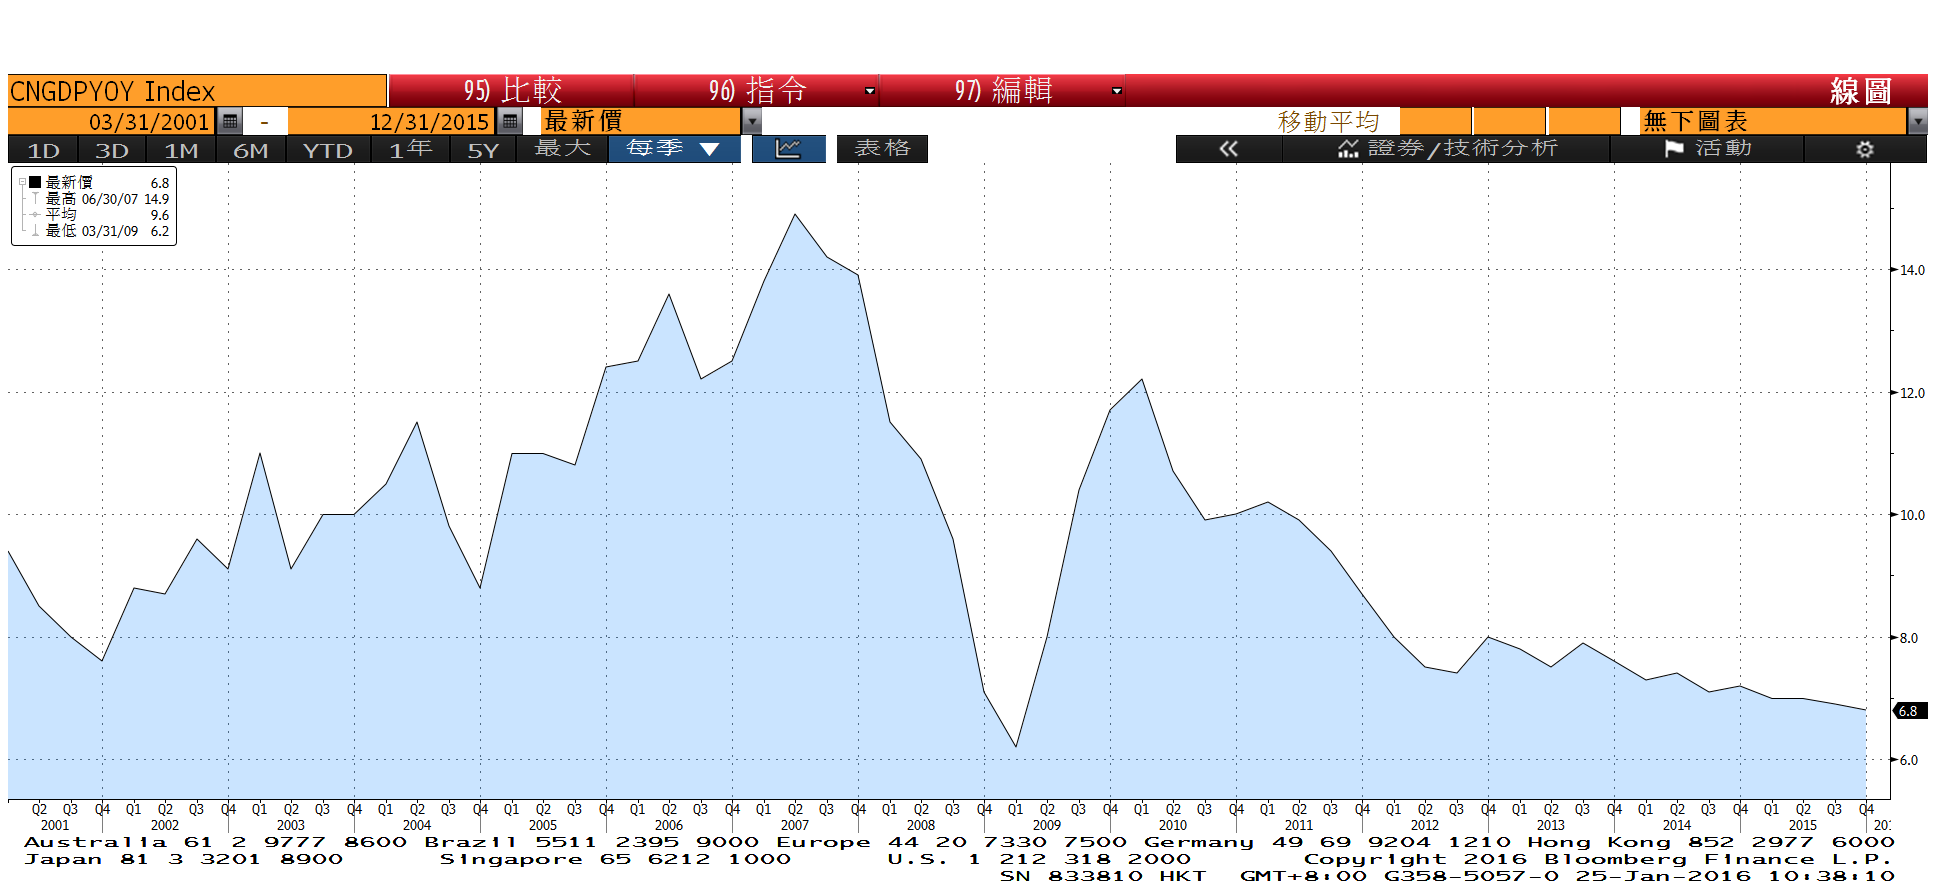 CNGDPYOY Index 95) 比較 96) 指令 97) 編輯 線圖
03/31/2001 - 12/31/2015 最新價 移動平均 無下圖表
1D 3D 1M 6M YTD 1年 5Y 最大 每季 表格 « 證券/技術分析 活動
最新價 6.8
最高 06/30/07 14.9
平均 9.6
最低 03/31/09 6.2
14.0
12.0
10.0
8.0
6.8
6.0
Q2 Q3 Q4 Q1 Q2 Q3 Q4 Q1 Q2 Q3 Q4 Q1 Q2 Q3 Q4 Q1 Q2 Q3 Q4 Q1 Q2 Q3 Q4 Q1 Q2 Q3 Q4 Q1 Q2 Q3 Q4 Q1 Q2 Q3 Q4 Q1 Q2 Q3 Q4 Q1 Q2 Q3 Q4 Q1 Q2 Q3 Q4 Q1 Q2 Q3 Q4 Q1 Q2 Q3 Q4 Q1 Q2 Q3 Q4
2001 2002 2003 2004 2005 2006 2007 2008 2009 2010 2011 2012 2013 2014 2015
Australia 61 2 9777 8600 Brazil 5511 2395 9000 Europe 44 20 7330 7500 Germany 49 69 9204 1210 Hong Kong 852 2977 6000
Japan 81 3 3201 8900 Singapore 65 6212 1000 U.S. 1 212 318 2000 Copyright 2016 Bloomberg Finance L.P.
SN 833810 HKT GMT+8:00 G358-5057-0 25-Jan-2016 10:38:10